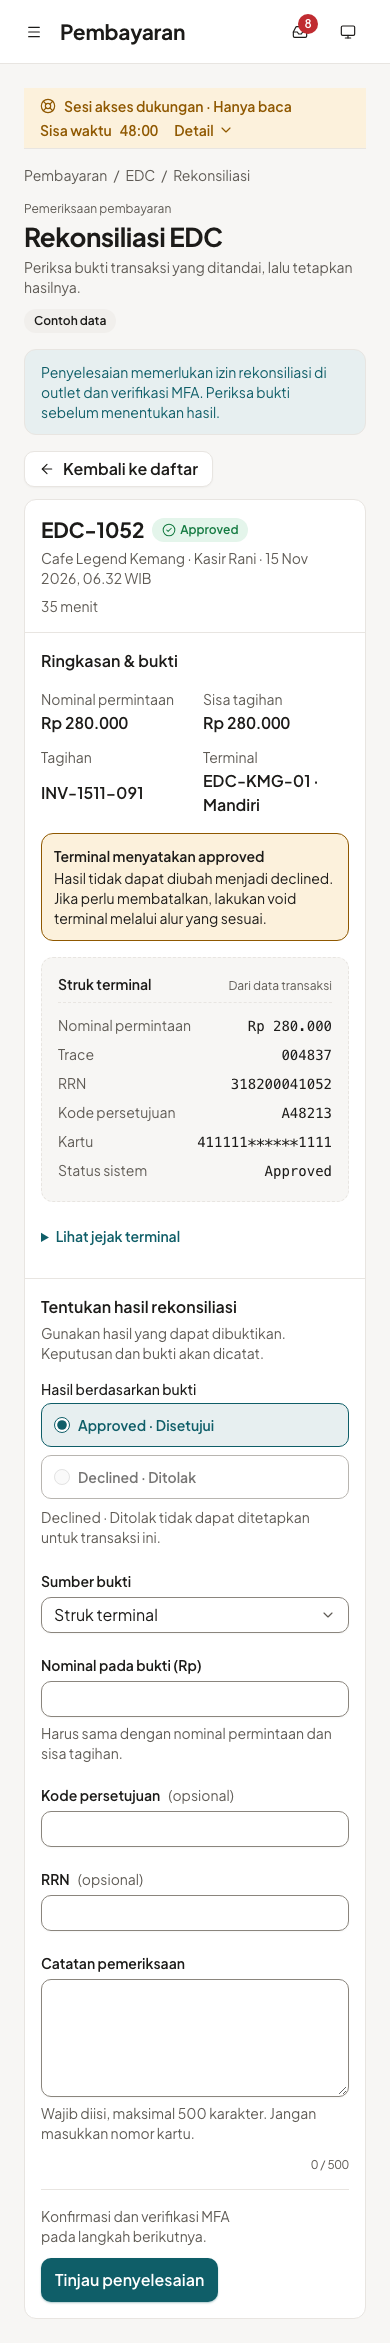 Pembayaran
8
Sesi akses dukungan · Hanya baca
Sisa waktu 48:00 Detail
Pembayaran / EDC / Rekonsiliasi
Pemeriksaan pembayaran
Rekonsiliasi EDC
Periksa bukti transaksi yang ditandai, lalu tetapkan
hasilnya.
Contoh data
Penyelesaian memerlukan izin rekonsiliasi di
outlet dan verifikasi MFA. Periksa bukti
sebelum menentukan hasil.
Kembali ke daftar
EDC-1052 Approved
Cafe Legend Kemang · Kasir Rani · 15 Nov
2026, 06.32 WIB
35 menit
Ringkasan & bukti
Nominal permintaan Sisa tagihan
Rp 280.000 Rp 280.000
Tagihan Terminal
INV-1511-091 EDC-KMG-01 ·
Mandiri
Terminal menyatakan approved
Hasil tidak dapat diubah menjadi declined.
Jika perlu membatalkan, lakukan void
terminal melalui alur yang sesuai.
Struk terminal Dari data transaksi
Nominal permintaan Rp 280.000
Trace 004837
RRN 318200041052
Kode persetujuan A48213
Kartu 411111******1111
Status sistem Approved
Lihat jejak terminal
Tentukan hasil rekonsiliasi
Gunakan hasil yang dapat dibuktikan.
Keputusan dan bukti akan dicatat.
Hasil berdasarkan bukti
Approved · Disetujui
Declined · Ditolak
Declined · Ditolak tidak dapat ditetapkan
untuk transaksi ini.
Sumber bukti
Struk terminal
Nominal pada bukti (Rp)
Harus sama dengan nominal permintaan dan
sisa tagihan.
Kode persetujuan (opsional)
RRN (opsional)
Catatan pemeriksaan
Wajib diisi, maksimal 500 karakter. Jangan
masukkan nomor kartu.
0 / 500
Konfirmasi dan verifikasi MFA
pada langkah berikutnya.
Tinjau penyelesaian